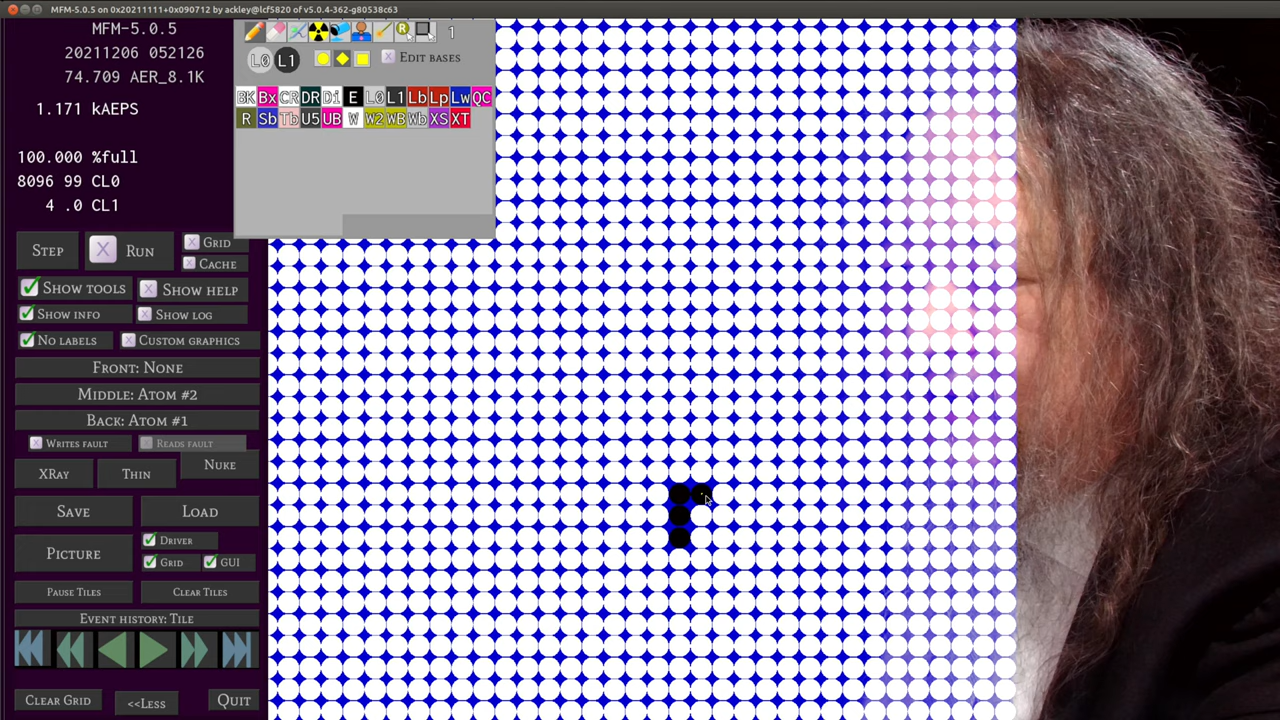 MFM-5.0.5 on 0x20211111+0x090712 by ackley@lcf5820 of v5.0.4-362-g80538c63
MFM-5.0.5
20211206 052126
74.709 AER_8.1K
1.171 kAEPS
100.000 %full
8096 99 CL0
4 .0 CL1
R
1
L0 L1
Edit bases
BK Bx CR DR Di E L0 L1 Lb Lp Lw QC
R Sb Tb U5 UB W W2 WB Wb XS XT
Step
X Run
X Grid
X Cache
Show tools
X Show help
Show info
X Show log
No labels
X Custom graphics
Front: None
Middle: Atom #2
Back: Atom #1
X Writes fault
X Reads fault
XRay
Thin
Nuke
Save
Load
Picture
Driver
Grid
GUI
Pause Tiles
Clear Tiles
Event history: Tile
Clear Grid
<<Less
Quit